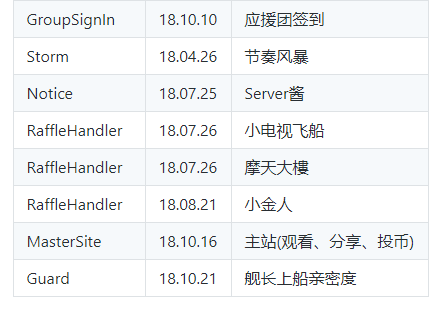 GroupSignIn 18.10.10 应援团签到
Storm 18.04.26 节奏风暴
Notice 18.07.25 Server酱
RaffleHandler 18.07.26 小电视飞船
RaffleHandler 18.07.26 摩天大樓
RaffleHandler 18.08.21 小金人
MasterSite 18.10.16 主站(观看、分享、投币)
Guard 18.10.21 舰长上船亲密度